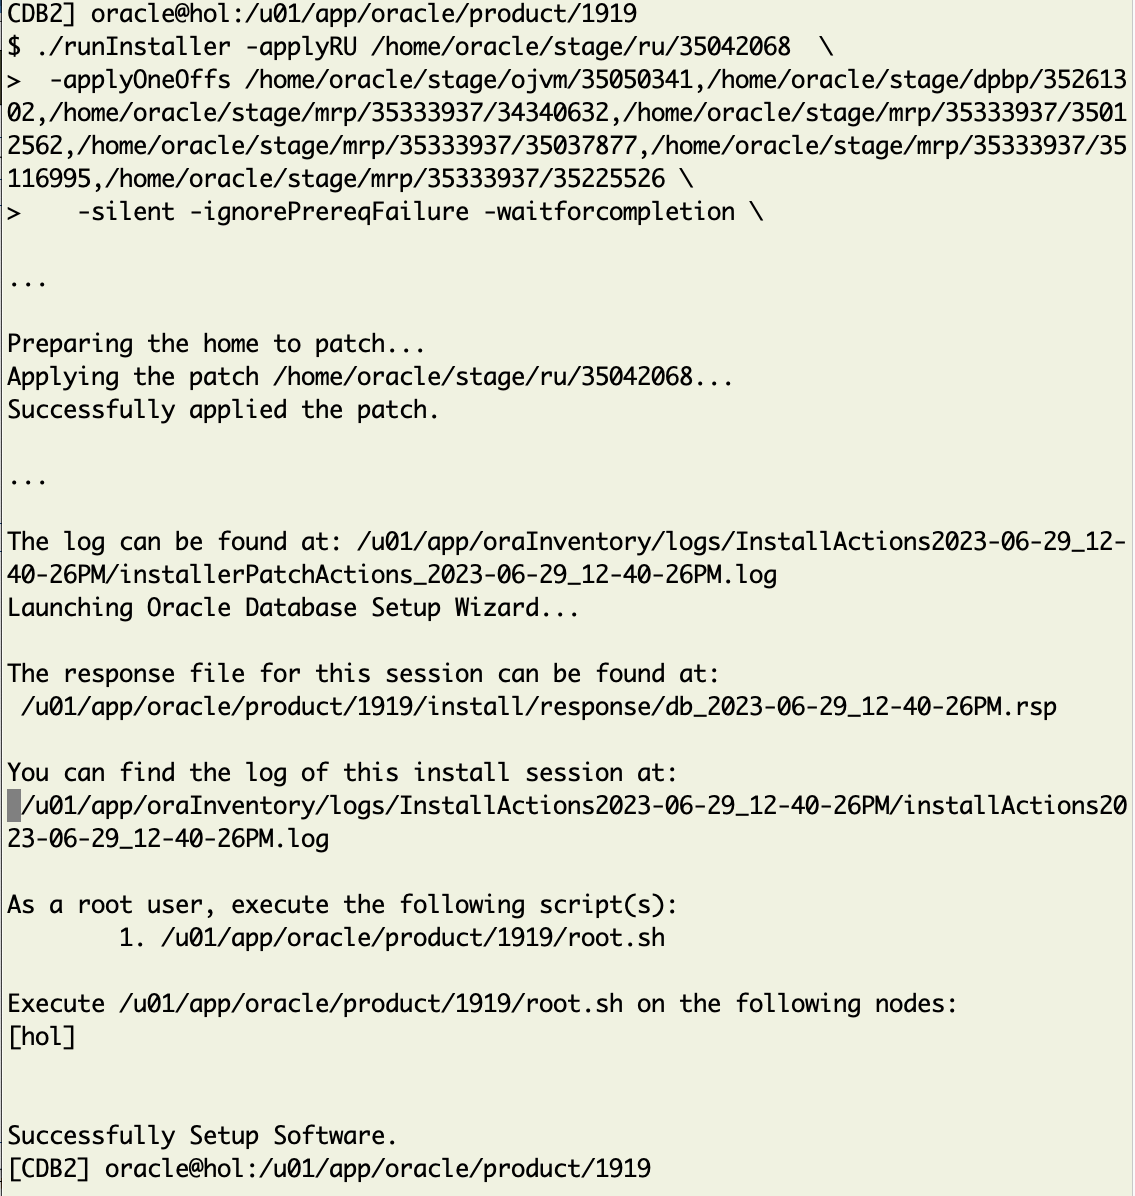 CDB2] oracle@hol:/u01/app/oracle/product/1919
$ ./runInstaller -applyRU /home/oracle/stage/ru/35042068  \
>  -applyOneOffs /home/oracle/stage/ojvm/35050341,/home/oracle/stage/dpbp/352613
02,/home/oracle/stage/mrp/35333937/34340632,/home/oracle/stage/mrp/35333937/3501
2562,/home/oracle/stage/mrp/35333937/35037877,/home/oracle/stage/mrp/35333937/35
116995,/home/oracle/stage/mrp/35333937/35225526 \
>    -silent -ignorePrereqFailure -waitforcompletion \
...
Preparing the home to patch...
Applying the patch /home/oracle/stage/ru/35042068...
Successfully applied the patch.
...
The log can be found at: /u01/app/oraInventory/logs/InstallActions2023-06-29_12-
40-26PM/installerPatchActions_2023-06-29_12-40-26PM.log
Launching Oracle Database Setup Wizard...
The response file for this session can be found at:
 /u01/app/oracle/product/1919/install/response/db_2023-06-29_12-40-26PM.rsp
You can find the log of this install session at:
 /u01/app/oraInventory/logs/InstallActions2023-06-29_12-40-26PM/installActions20
23-06-29_12-40-26PM.log
As a root user, execute the following script(s):
        1. /u01/app/oracle/product/1919/root.sh
Execute /u01/app/oracle/product/1919/root.sh on the following nodes:
[hol]
Successfully Setup Software.
[CDB2] oracle@hol:/u01/app/oracle/product/1919